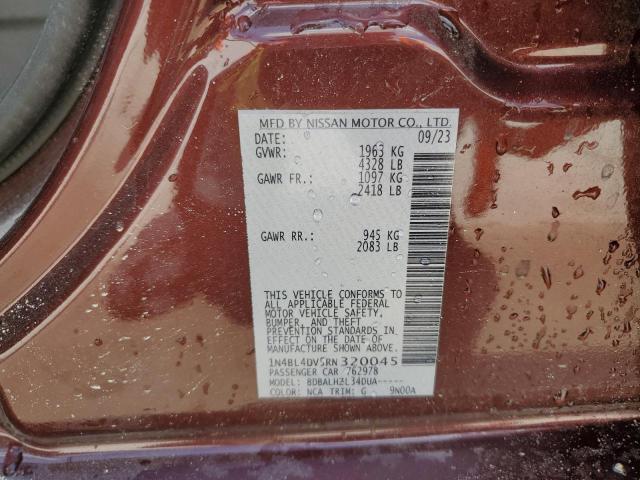 MFD BY NISSAN MOTOR CO., LTD.
DATE: 09/23
GVWR: 1963 KG
4328 LB
GAWR FR.: 1097 KG
2418 LB
GAWR RR.: 945 KG
2083 LB
THIS VEHICLE CONFORMS TO
ALL APPLICABLE FEDERAL
MOTOR VEHICLE SAFETY,
BUMPER, AND THEFT
PREVENTION STANDARDS IN
EFFECT ON THE DATE OF
MANUFACTURE SHOWN ABOVE.
1N4BL4DV5RN320045
PASSENGER CAR 762978
MODEL: BDBALHZL34DUA-----
COLOR: NCA TRIM: G 9N00A